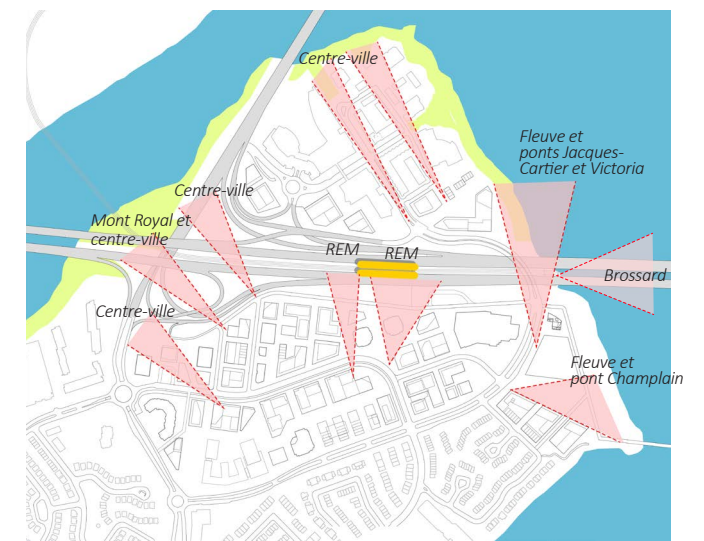 Centre-ville
Fleuve et
ponts Jacques-
Cartier et Victoria
Centre-ville
Mont Royal et
centre-ville
REM
REM
Brossard
Centre-ville
Fleuve et
pont Champlain